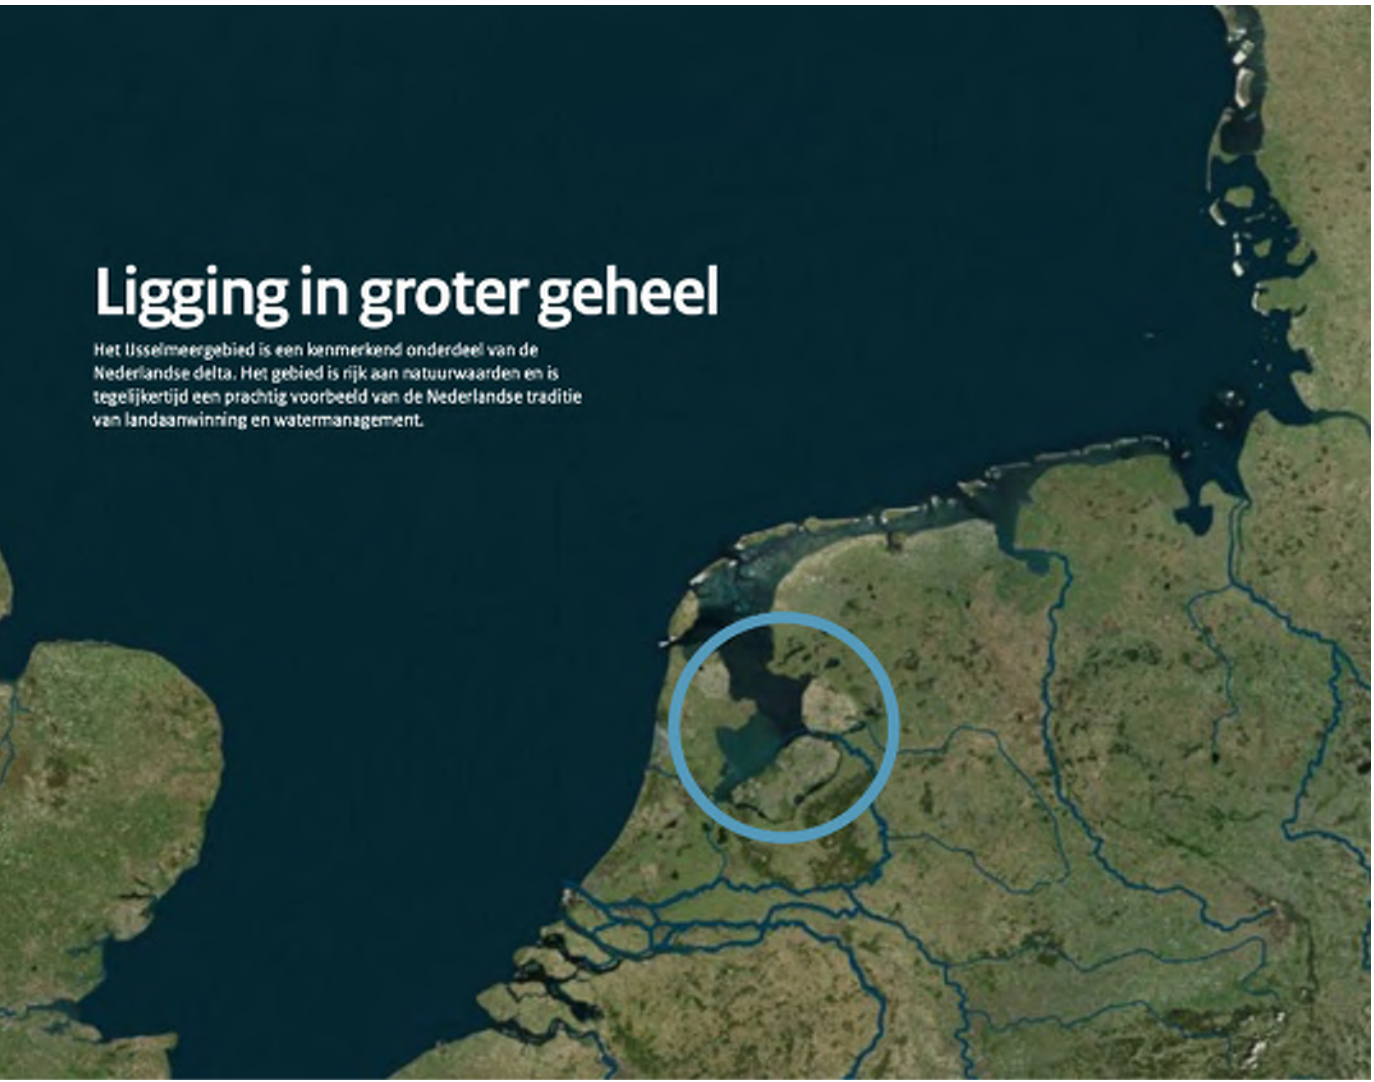 Ligging in groter geheel
Het IJsselmeergebied is een kenmerkend onderdeel van de
Nederlandse delta. Het gebied is rijk aan natuurwaarden en is
tegelijkertijd een prachtig voorbeeld van de Nederlandse traditie
van landaanwinning en watermanagement.